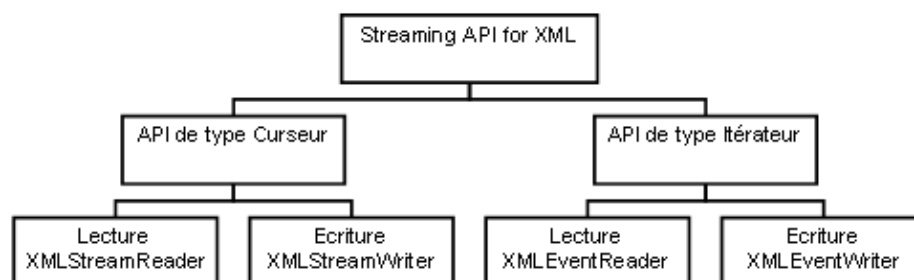 Streaming API for XML
API de type Curseur
API de type Itérateur
Lecture
XMLStreamReader
Ecriture
XMLStreamWriter
Lecture
XMLEventReader
Ecriture
XMLEventWriter